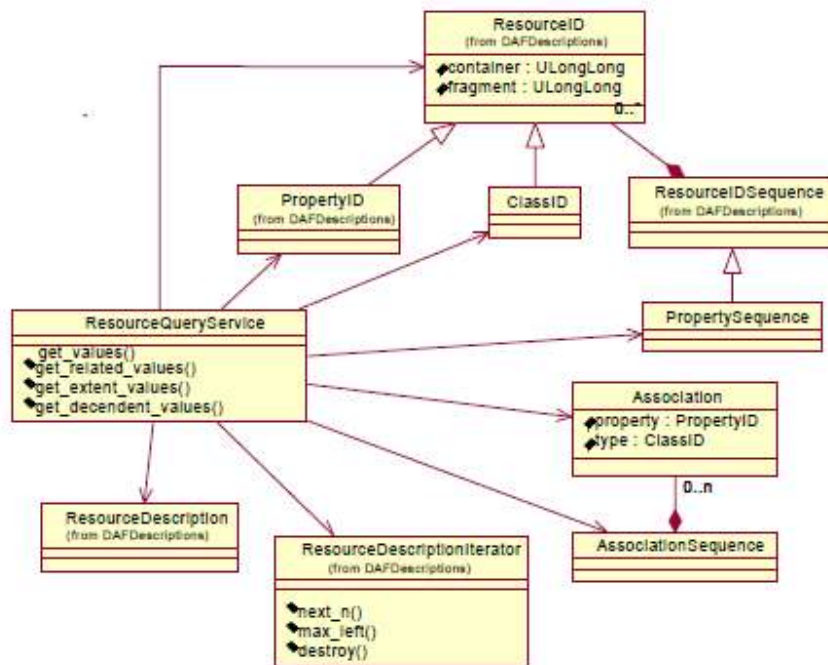 ResourceID
(from DAFDescriptions)
container : ULongLong
fragment : ULongLong
0..*
PropertyID
(from DAFDescriptions)
ClassID
ResourceIDSequence
(from DAFDescriptions)
ResourceQueryService
get_values()
get_related_values()
get_extent_values()
get_decendent_values()
PropertySequence
Association
property : PropertyID
type : ClassID
0..n
ResourceDescription
(from DAFDescriptions)
ResourceDescriptionIterator
(from DAFDescriptions)
next_n()
max_left()
destroy()
AssociationSequence